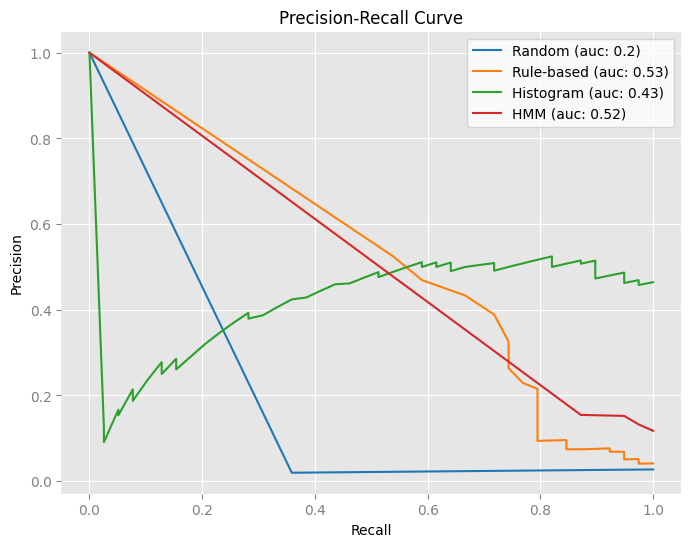 Precision-Recall Curve
Random (auc: 0.2)
Rule-based (auc: 0.53)
Histogram (auc: 0.43)
HMM (auc: 0.52)
1.0
0.8
0.6
0.4
0.2
0.0
Precision
0.0 0.2 0.4 0.6 0.8 1.0
Recall